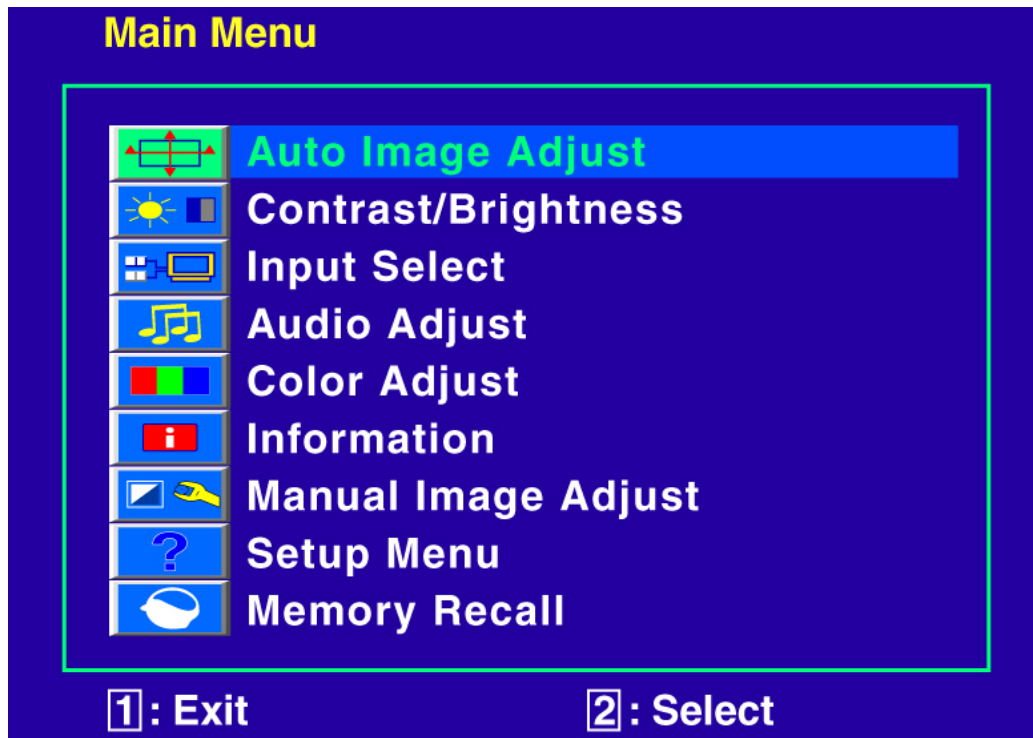 Main Menu
Auto Image Adjust
Contrast/Brightness
Input Select
Audio Adjust
Color Adjust
i Information
Manual Image Adjust
? Setup Menu
Memory Recall
1 : Exit 2 : Select